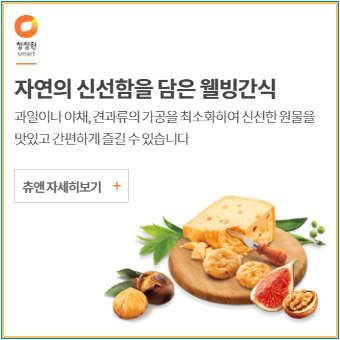 청정원
smart
자연의 신선함을 담은 웰빙간식
과일이나 야채, 견과류의 가공을 최소화하여 신선한 원물을
맛있고 간편하게 즐길 수 있습니다
츄앤 자세히보기 +